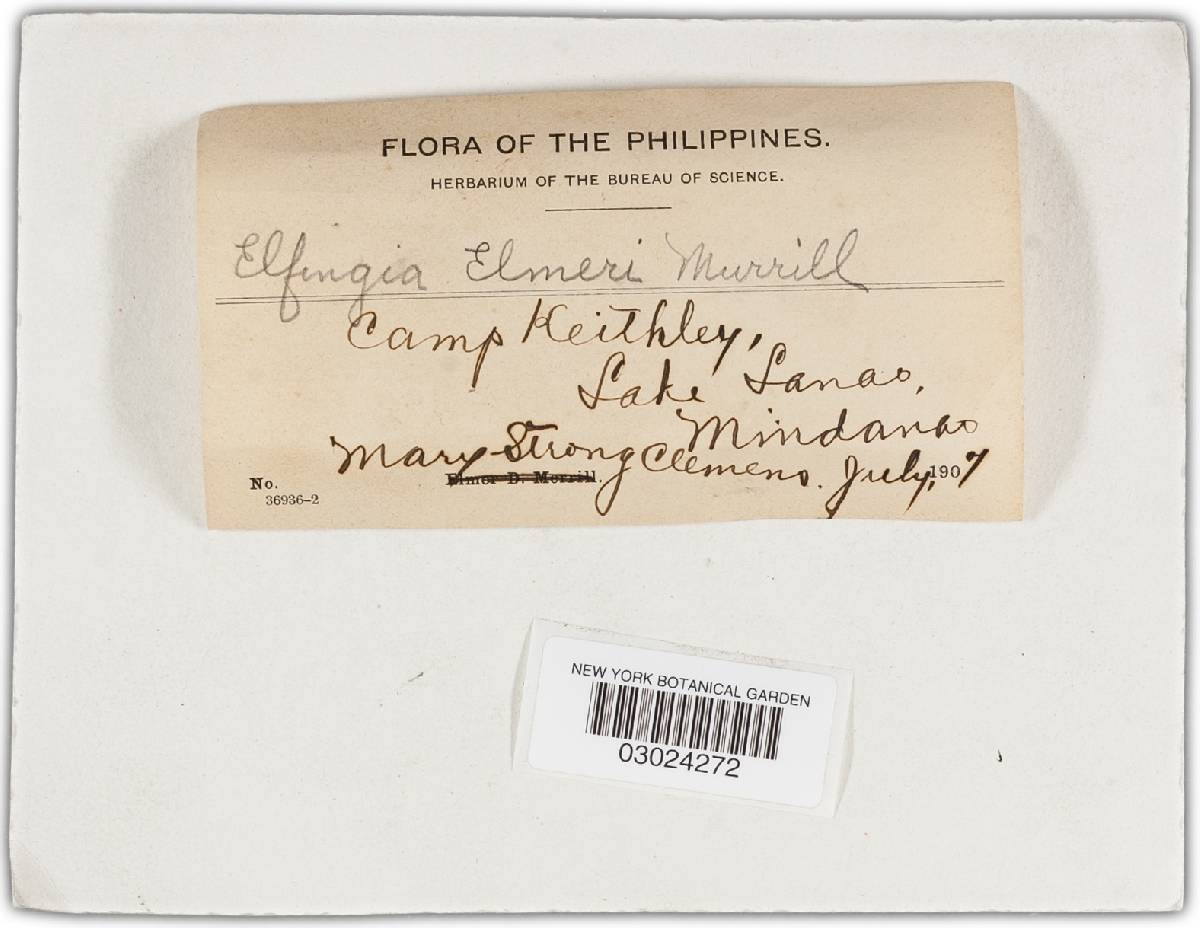 FLORA OF THE PHILIPPINES.
HERBARIUM OF THE BUREAU OF SCIENCE.
Elfingia Elmeri Murrill
Camp Keithley,
Lake Lanao,
Mindanao
Mary Strong Clemens. July, 1907
No. Elmer D. Merrill.
36936-2
NEW YORK BOTANICAL GARDEN
03024272